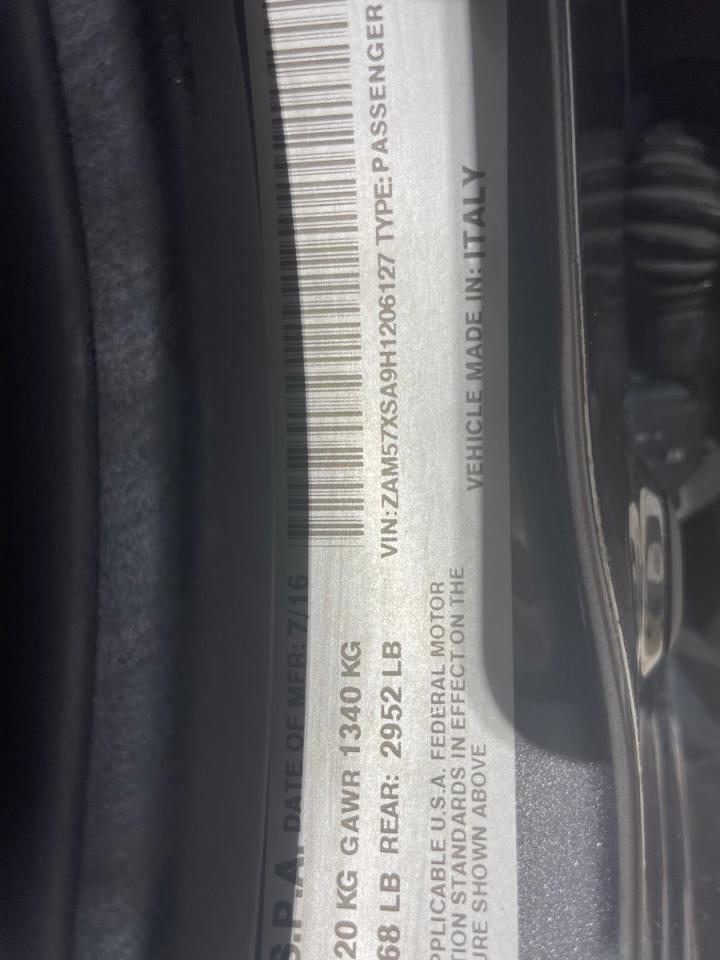 S.P.A. DATE OF MFR: 7/16
20 KG GAWR 1340 KG
68 LB REAR: 2952 LB
VIN:ZAM57XSA9H1206127 TYPE:PASSENGER
PPLICABLE U.S.A. FEDERAL MOTOR
TION STANDARDS IN EFFECT ON THE
URE SHOWN ABOVE
VEHICLE MADE IN: ITALY